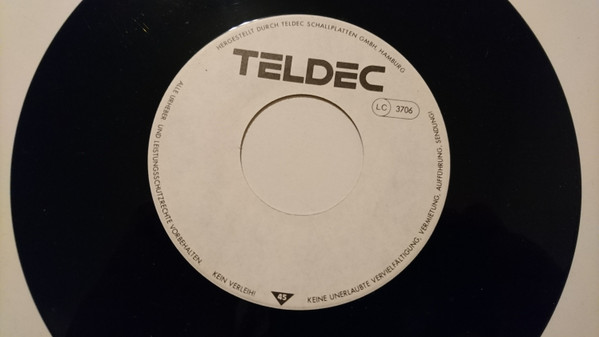 HERGESTELLT DURCH TELDEC SCHALLPLATTEN GMBH, HAMBURG
TELDEC
LC 3706
ALLE URHEBER- UND LEISTUNGSSCHUTZRECHTE VORBEHALTEN.
KEIN VERLEIH!
45
KEINE UNERLAUBTE VERVIELFÄLTIGUNG, VERMIETUNG, AUFFÜHRUNG, SENDUNG!